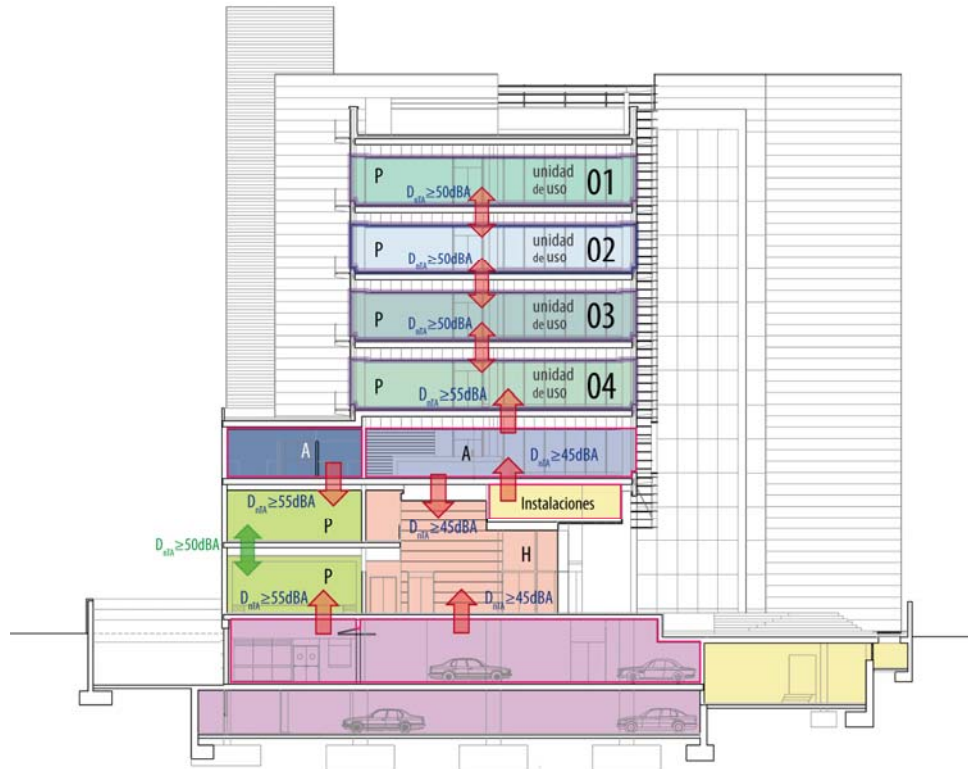 P
unidad
de uso 01
DnTA≥50dBA
P
unidad
de uso 02
DnTA≥50dBA
P
unidad
de uso 03
DnTA≥50dBA
P
unidad
de uso 04
DnTA≥55dBA
A
A
DnTA≥45dBA
DnTA≥55dBA
P
Instalaciones
DnTA≥45dBA
DnTA≥50dBA
H
P
DnTA≥55dBA
DnTA≥45dBA